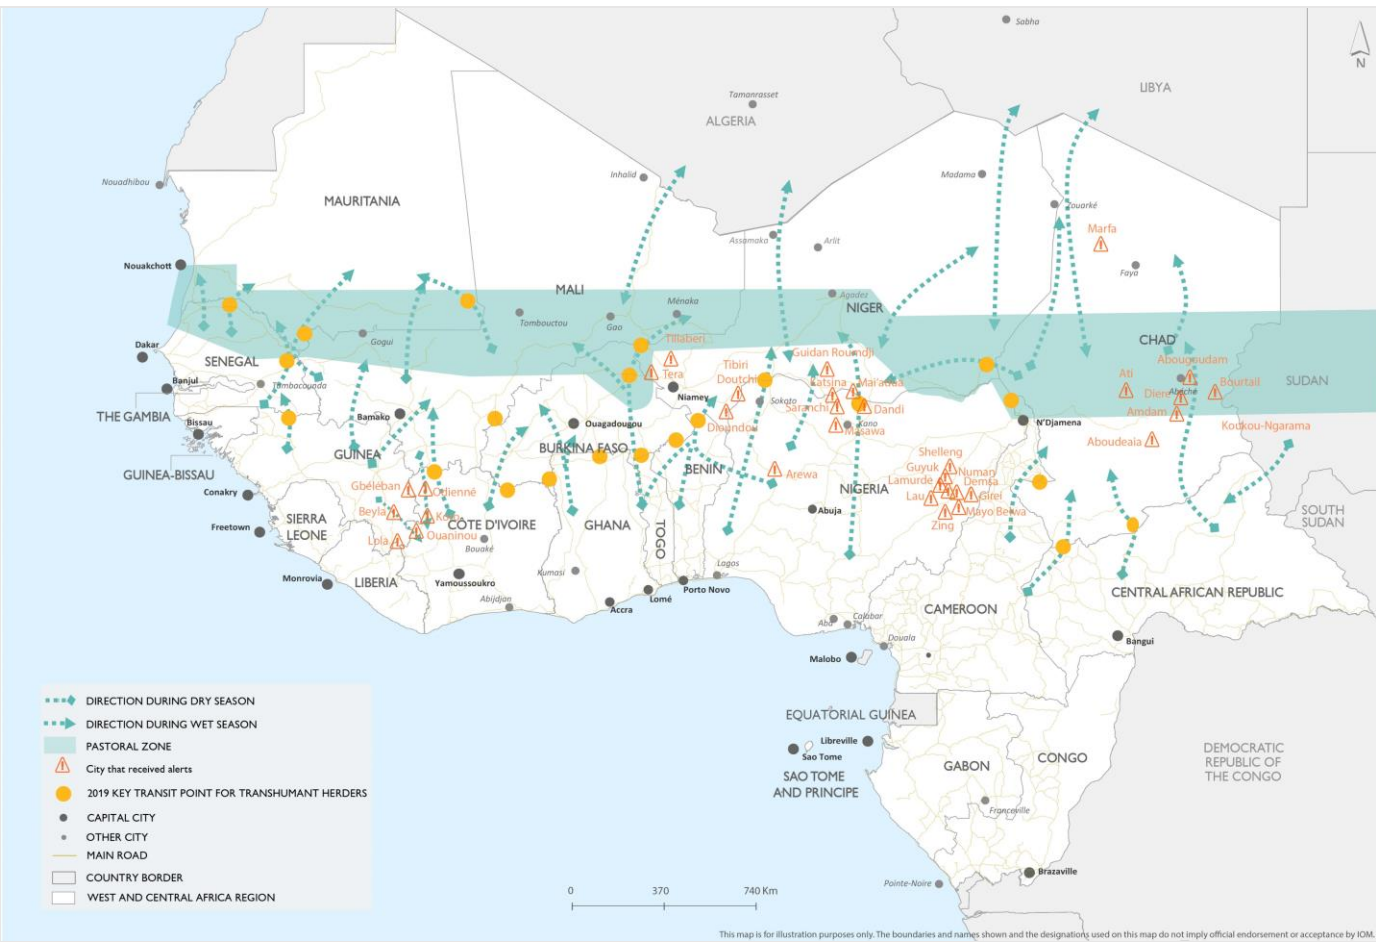 Sabha
N
LIBYA
Tamanrasset
ALGERIA
Nouadhibou
Inhalid
Madama
MAURITANIA
Zouarké
Marfa
Assamaka
Arlit
Nouakchott
Faya
MALI
Agadez
Ménaka
NIGER
Tombouctou
Gao
Gogui
CHAD
Dakar
SENEGAL
Tillaberi
Guidan Roumdji
Abougoudam
Tera
Tibiri
Doutchi
Ati
Bourtail
SUDAN
Banjul
Tambacouda
Niamey
Katsina
Mai'adua
Abéché
THE GAMBIA
Bamako
Sokoto
Saranchi
Dandi
Amdam
Bissau
Ouagadougou
Dioundou
Kano
N'Djamena
Koukou-Ngarama
Masawa
Aboudeaia
BURKINA FASO
GUINEA
Shelleng
GUINEA-BISSAU
BENIN
Arewa
Guyuk
Numan
NIGERIA
Lamurde
Demsa
Gbéléban
Odienné
Lau
Girei
Conakry
Abuja
Mayo Belwa
Beyla
Koro
SOUTH
SUDAN
SIERRA
LEONE
CÔTE D'IVOIRE
GHANA
TOGO
Zing
Freetown
Ouaninou
Lola
Bouaké
Monrovia
LIBERIA
Yamoussoukro
Kumasi
Lagos
Porto Novo
Lomé
Abijdjan
Accra
CAMEROON
CENTRAL AFRICAN REPUBLIC
Aba
Calabar
Douala
Bangui
Malobo
EQUATORIAL GUINEA
Libreville
Sao Tome
SAO TOME
AND PRINCIPE
GABON
CONGO
DEMOCRATIC
REPUBLIC OF
THE CONGO
Franceville
Pointe-Noire
Brazaville
DIRECTION DURING DRY SEASON
DIRECTION DURING WET SEASON
PASTORAL ZONE
City that received alerts
2019 KEY TRANSIT POINT FOR TRANSHUMANT HERDERS
CAPITAL CITY
OTHER CITY
MAIN ROAD
COUNTRY BORDER
WEST AND CENTRAL AFRICA REGION
0 370 740 Km
This map is for illustration purposes only. The boundaries and names shown and the designations used on this map do not imply official endorsement or acceptance by IOM.